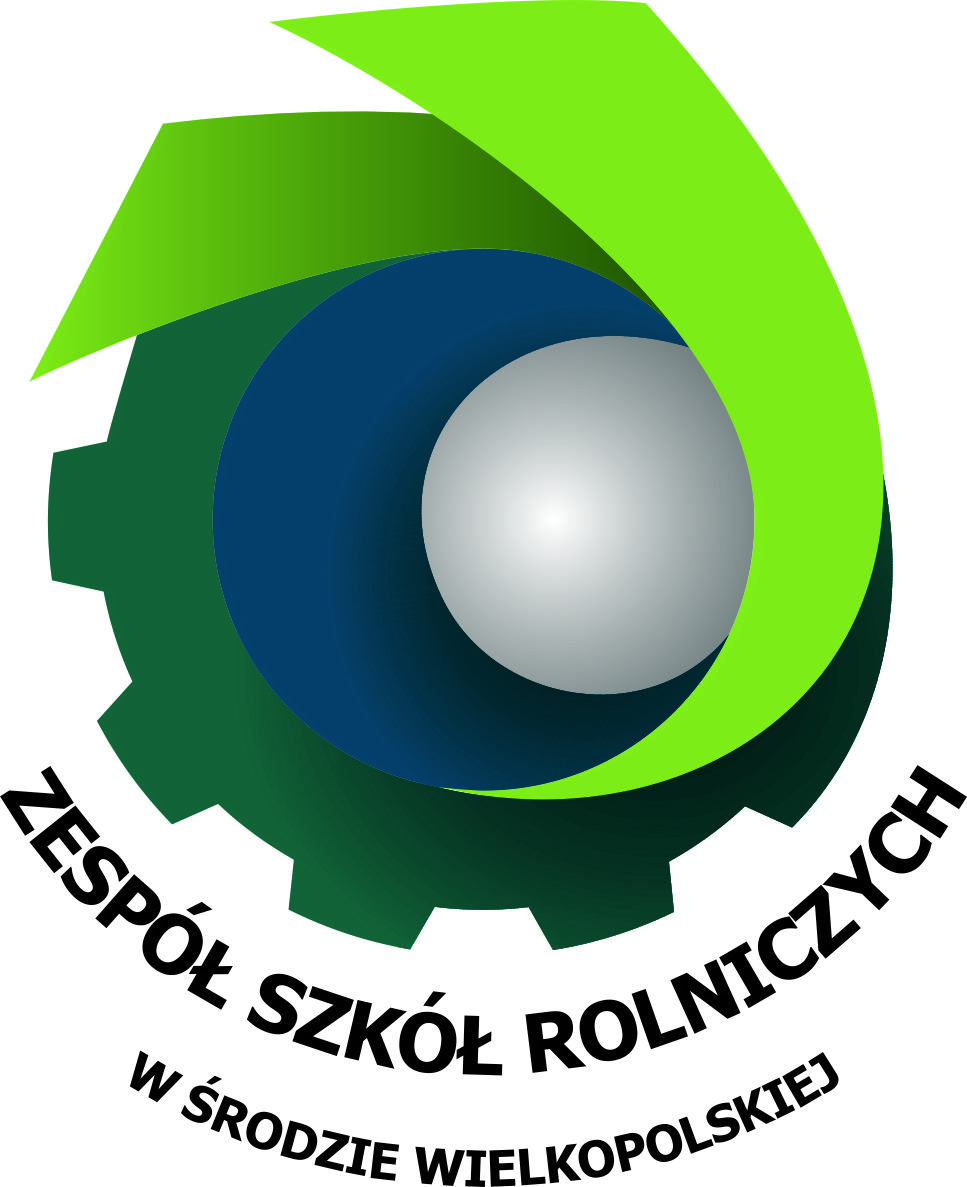 ZESPÓŁ SZKÓŁ ROLNICZYCH
W ŚRODZIE WIELKOPOLSKIEJ